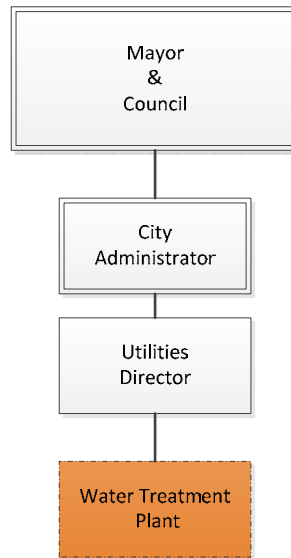 Mayor
&
Council
City
Administrator
Utilities
Director
Water Treatment
Plant